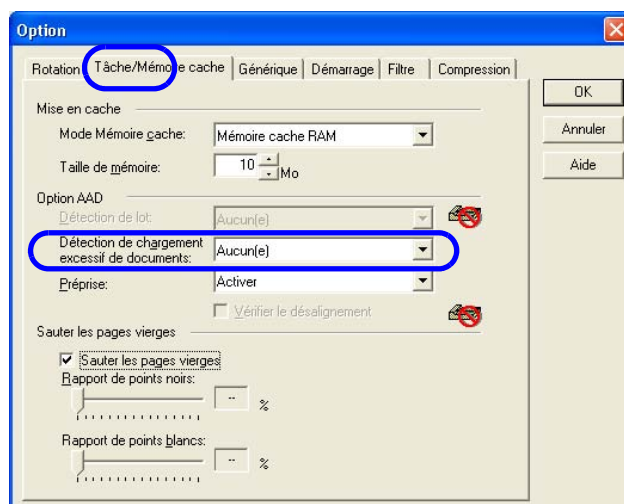 Option
Rotation Tâche/Mémoire cache Générique Démarrage Filtre Compression
OK
Annuler
Aide
Mise en cache
Mode Mémoire cache: Mémoire cache RAM
Taille de mémoire: 10 Mo
Option AAD
Détection de lot: Aucun(e)
Détection de chargement
excessif de documents: Aucun(e)
Préprise: Activer
Vérifier le désalignement
Sauter les pages vierges
Sauter les pages vierges
Rapport de points noirs:
-- %
Rapport de points blancs:
-- %